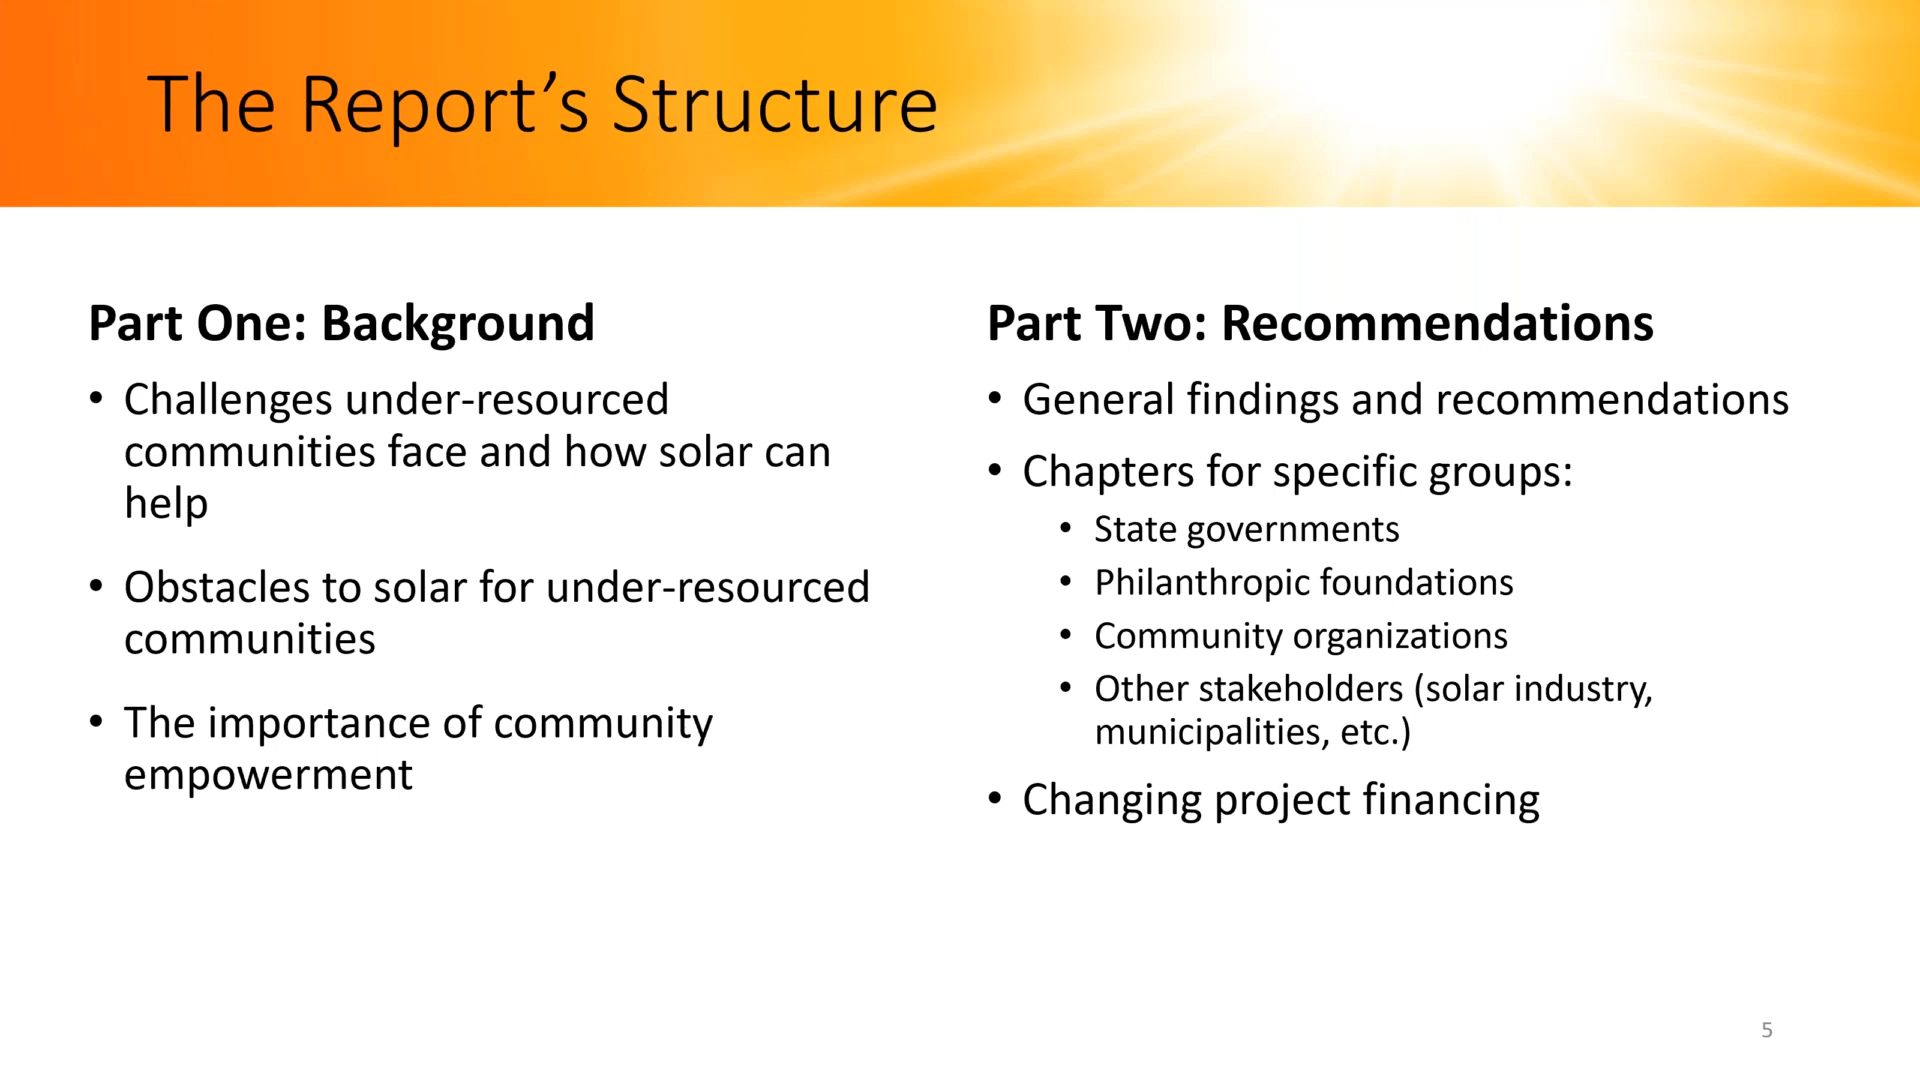 The Report’s Structure
Part One: Background
• Challenges under-resourced
communities face and how solar can
help
• Obstacles to solar for under-resourced
communities
• The importance of community
empowerment
Part Two: Recommendations
• General findings and recommendations
• Chapters for specific groups:
• State governments
• Philanthropic foundations
• Community organizations
• Other stakeholders (solar industry,
municipalities, etc.)
• Changing project financing
5